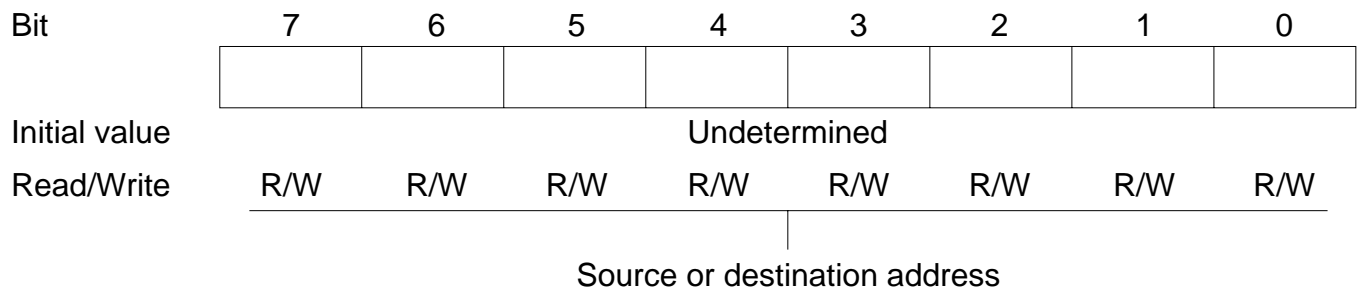 Bit 7 6 5 4 3 2 1 0
Initial value Undetermined
Read/Write R/W R/W R/W R/W R/W R/W R/W R/W
Source or destination address